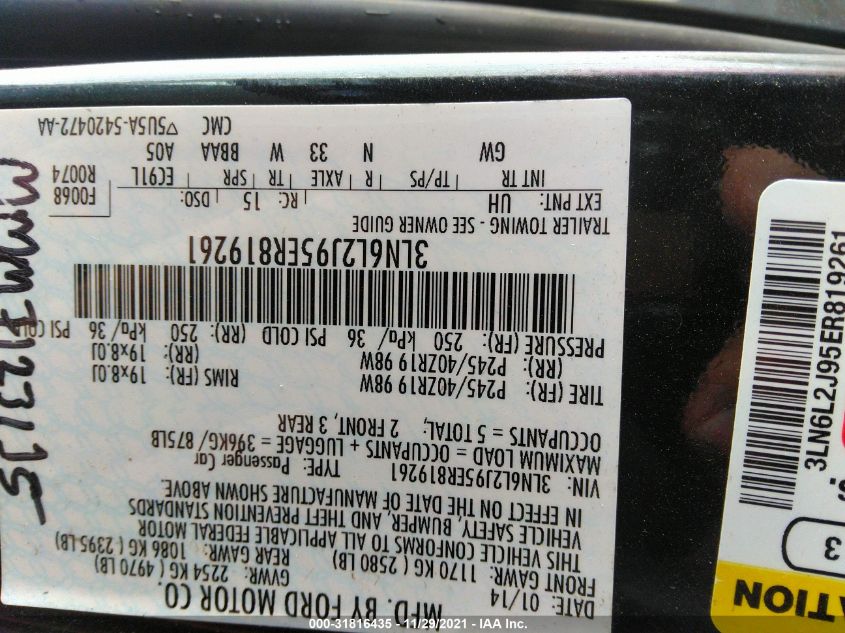 MFD. BY FORD MOTOR CO.
DATE: 01/14
GVWR:
2254 KG ( 4970 LB)
FRONT GAWR:
REAR GAWR:
1170 KG ( 2580 LB)
1086 KG ( 2395 LB)
THIS VEHICLE CONFORMS TO ALL APPLICABLE FEDERAL MOTOR
VEHICLE SAFETY, BUMPER, AND THEFT PREVENTION STANDARDS
IN EFFECT ON THE DATE OF MANUFACTURE SHOWN ABOVE.
VIN: 3LN6L2J95ER819261
TYPE: Passenger Car
MAXIMUM LOAD = OCCUPANTS + LUGGAGE = 396KG/ 875LB
OCCUPANTS = 5 TOTAL; 2 FRONT, 3 REAR
TIRE (FR): P245/40ZR19 98W RIMS (FR): 19x8.0J
(RR): P245/40ZR19 98W (RR): 19x8.0J
PRESSURE (FR): 250 kPa/ 36 PSI COLD (RR): 250 kPa/ 36 PSI COLD
3LN6L2J95ER819261
TRAILER TOWING - SEE OWNER GUIDE
EXT PNT: UH RC: 15 DSO: F0068
R0074
INT TR TP/PS R AXLE TR SPR EC91L
GW N 33 W BBAA A05
CMC ▽5U5A-5420472-AA
3LN6L2J95ER819261
S.
3
000-31816435 - 11/29/2021 - IAA Inc.